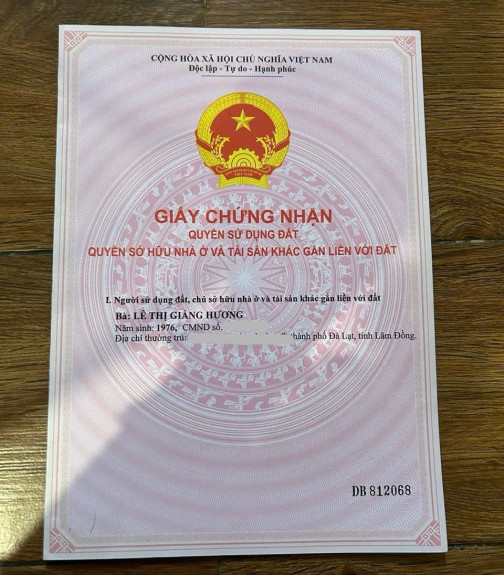 CỘNG HÒA XÃ HỘI CHỦ NGHĨA VIỆT NAM
Độc lập - Tự do - Hạnh phúc
VIỆT NAM
GIẤY CHỨNG NHẬN
QUYỀN SỬ DỤNG ĐẤT
QUYỀN SỞ HỮU NHÀ Ở VÀ TÀI SẢN KHÁC GẮN LIỀN VỚI ĐẤT
I. Người sử dụng đất, chủ sở hữu nhà ở và tài sản khác gắn liền với đất
Bà: LÊ THỊ GIÁNG HƯƠNG
Năm sinh: 1976, CMND số.
Địa chỉ thường trú: thành phố Đà Lạt, tỉnh Lâm Đồng.
DB 812068